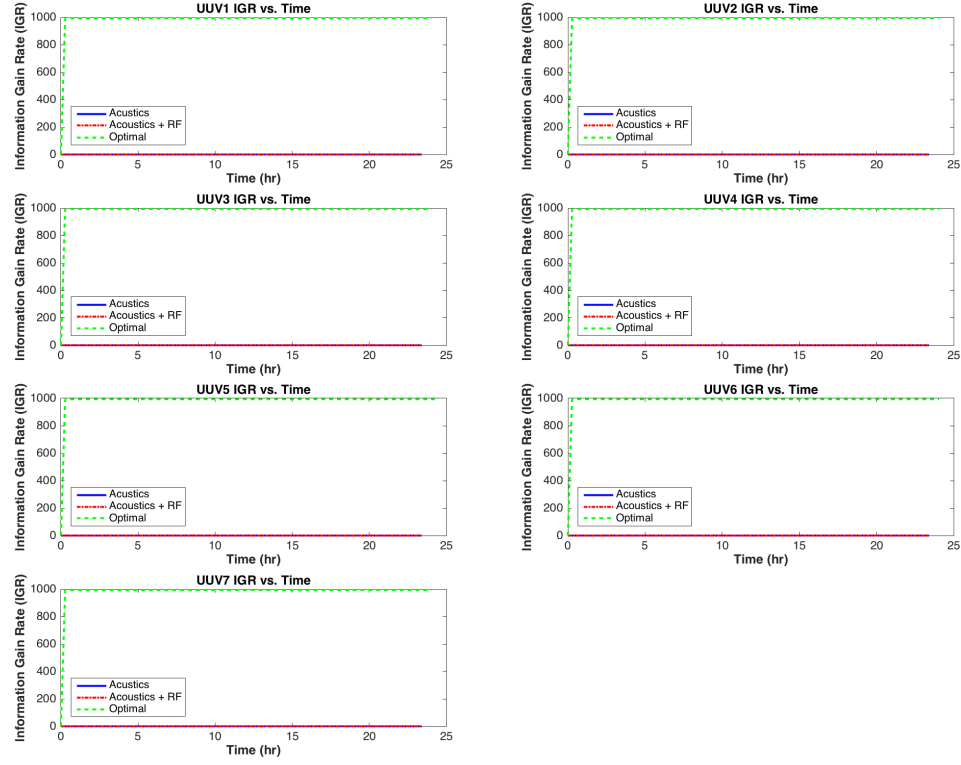 UUV1 IGR vs. Time
Information Gain Rate (IGR)
1000
800
600
400
200
0
Acustics
Acoustics + RF
Optimal
0 5 10 15 20 25
Time (hr)
UUV2 IGR vs. Time
Information Gain Rate (IGR)
1000
800
600
400
200
0
Acustics
Acoustics + RF
Optimal
0 5 10 15 20 25
Time (hr)
UUV3 IGR vs. Time
Information Gain Rate (IGR)
1000
800
600
400
200
0
Acustics
Acoustics + RF
Optimal
0 5 10 15 20 25
Time (hr)
UUV4 IGR vs. Time
Information Gain Rate (IGR)
1000
800
600
400
200
0
Acustics
Acoustics + RF
Optimal
0 5 10 15 20 25
Time (hr)
UUV5 IGR vs. Time
Information Gain Rate (IGR)
1000
800
600
400
200
0
Acustics
Acoustics + RF
Optimal
0 5 10 15 20 25
Time (hr)
UUV6 IGR vs. Time
Information Gain Rate (IGR)
1000
800
600
400
200
0
Acustics
Acoustics + RF
Optimal
0 5 10 15 20 25
Time (hr)
UUV7 IGR vs. Time
Information Gain Rate (IGR)
1000
800
600
400
200
0
Acustics
Acoustics + RF
Optimal
0 5 10 15 20 25
Time (hr)